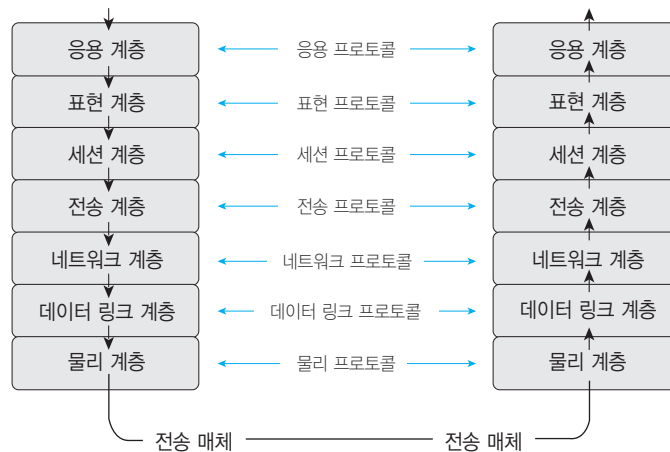 응용 계층 응용 프로토콜 응용 계층
표현 계층 표현 프로토콜 표현 계층
세션 계층 세션 프로토콜 세션 계층
전송 계층 전송 프로토콜 전송 계층
네트워크 계층 네트워크 프로토콜 네트워크 계층
데이터 링크 계층 데이터 링크 프로토콜 데이터 링크 계층
물리 계층 물리 프로토콜 물리 계층
전송 매체 전송 매체